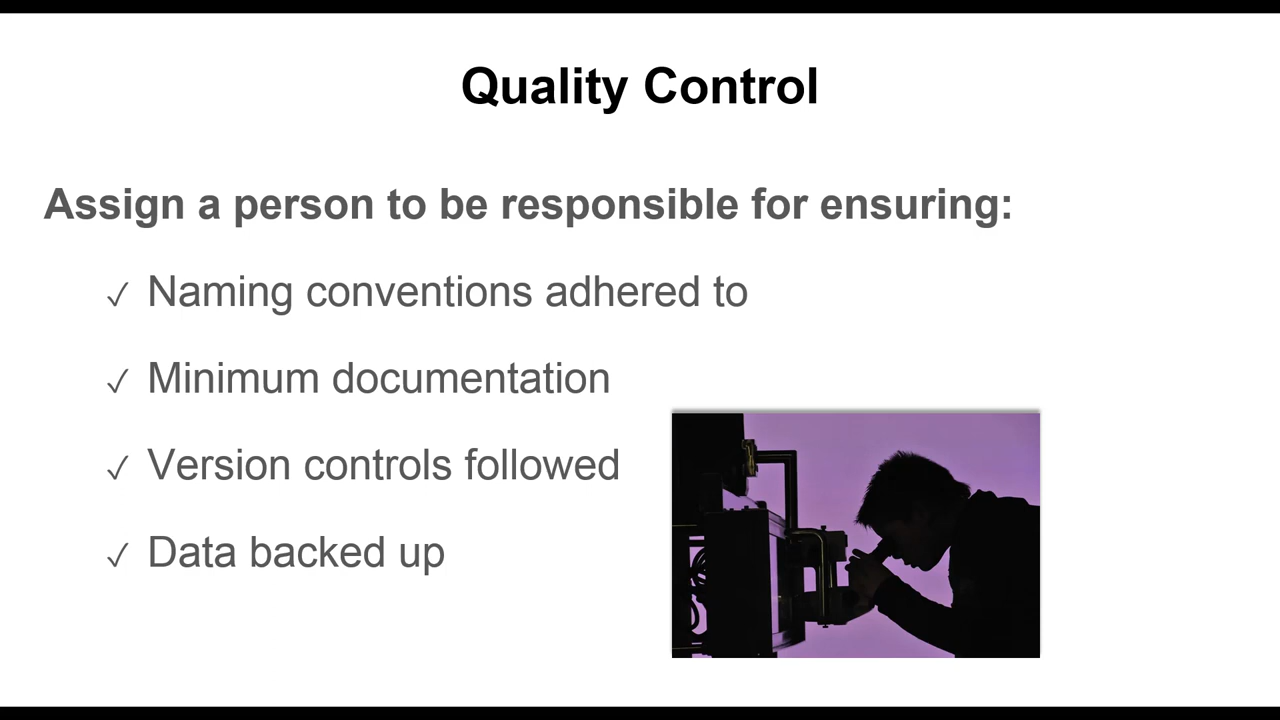 Quality Control
Assign a person to be responsible for ensuring:
✓ Naming conventions adhered to
✓ Minimum documentation
✓ Version controls followed
✓ Data backed up